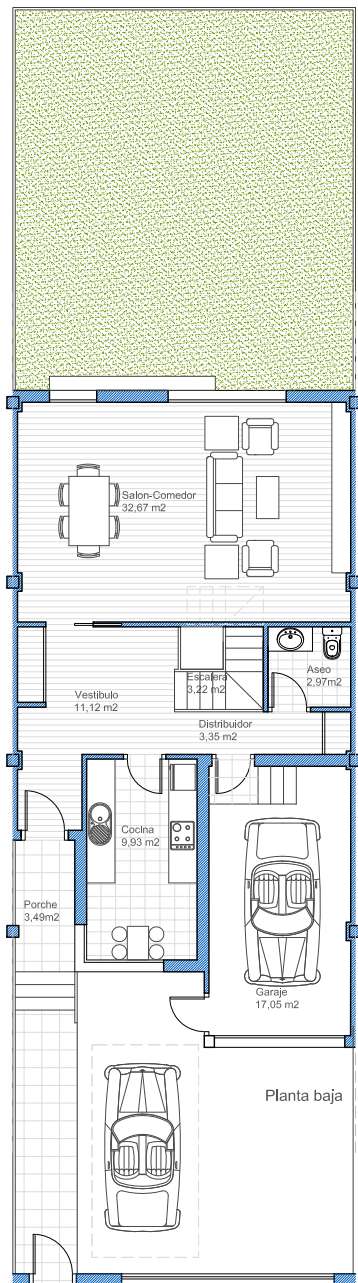 Salon-Comedor
32,67 m2
Aseo
2,97m2
Escalera
3,22 m2
Vestibulo
11,12 m2
Distribuidor
3,35 m2
Cocina
9,93 m2
Porche
3,49m2
Garaje
17,05 m2
Planta baja